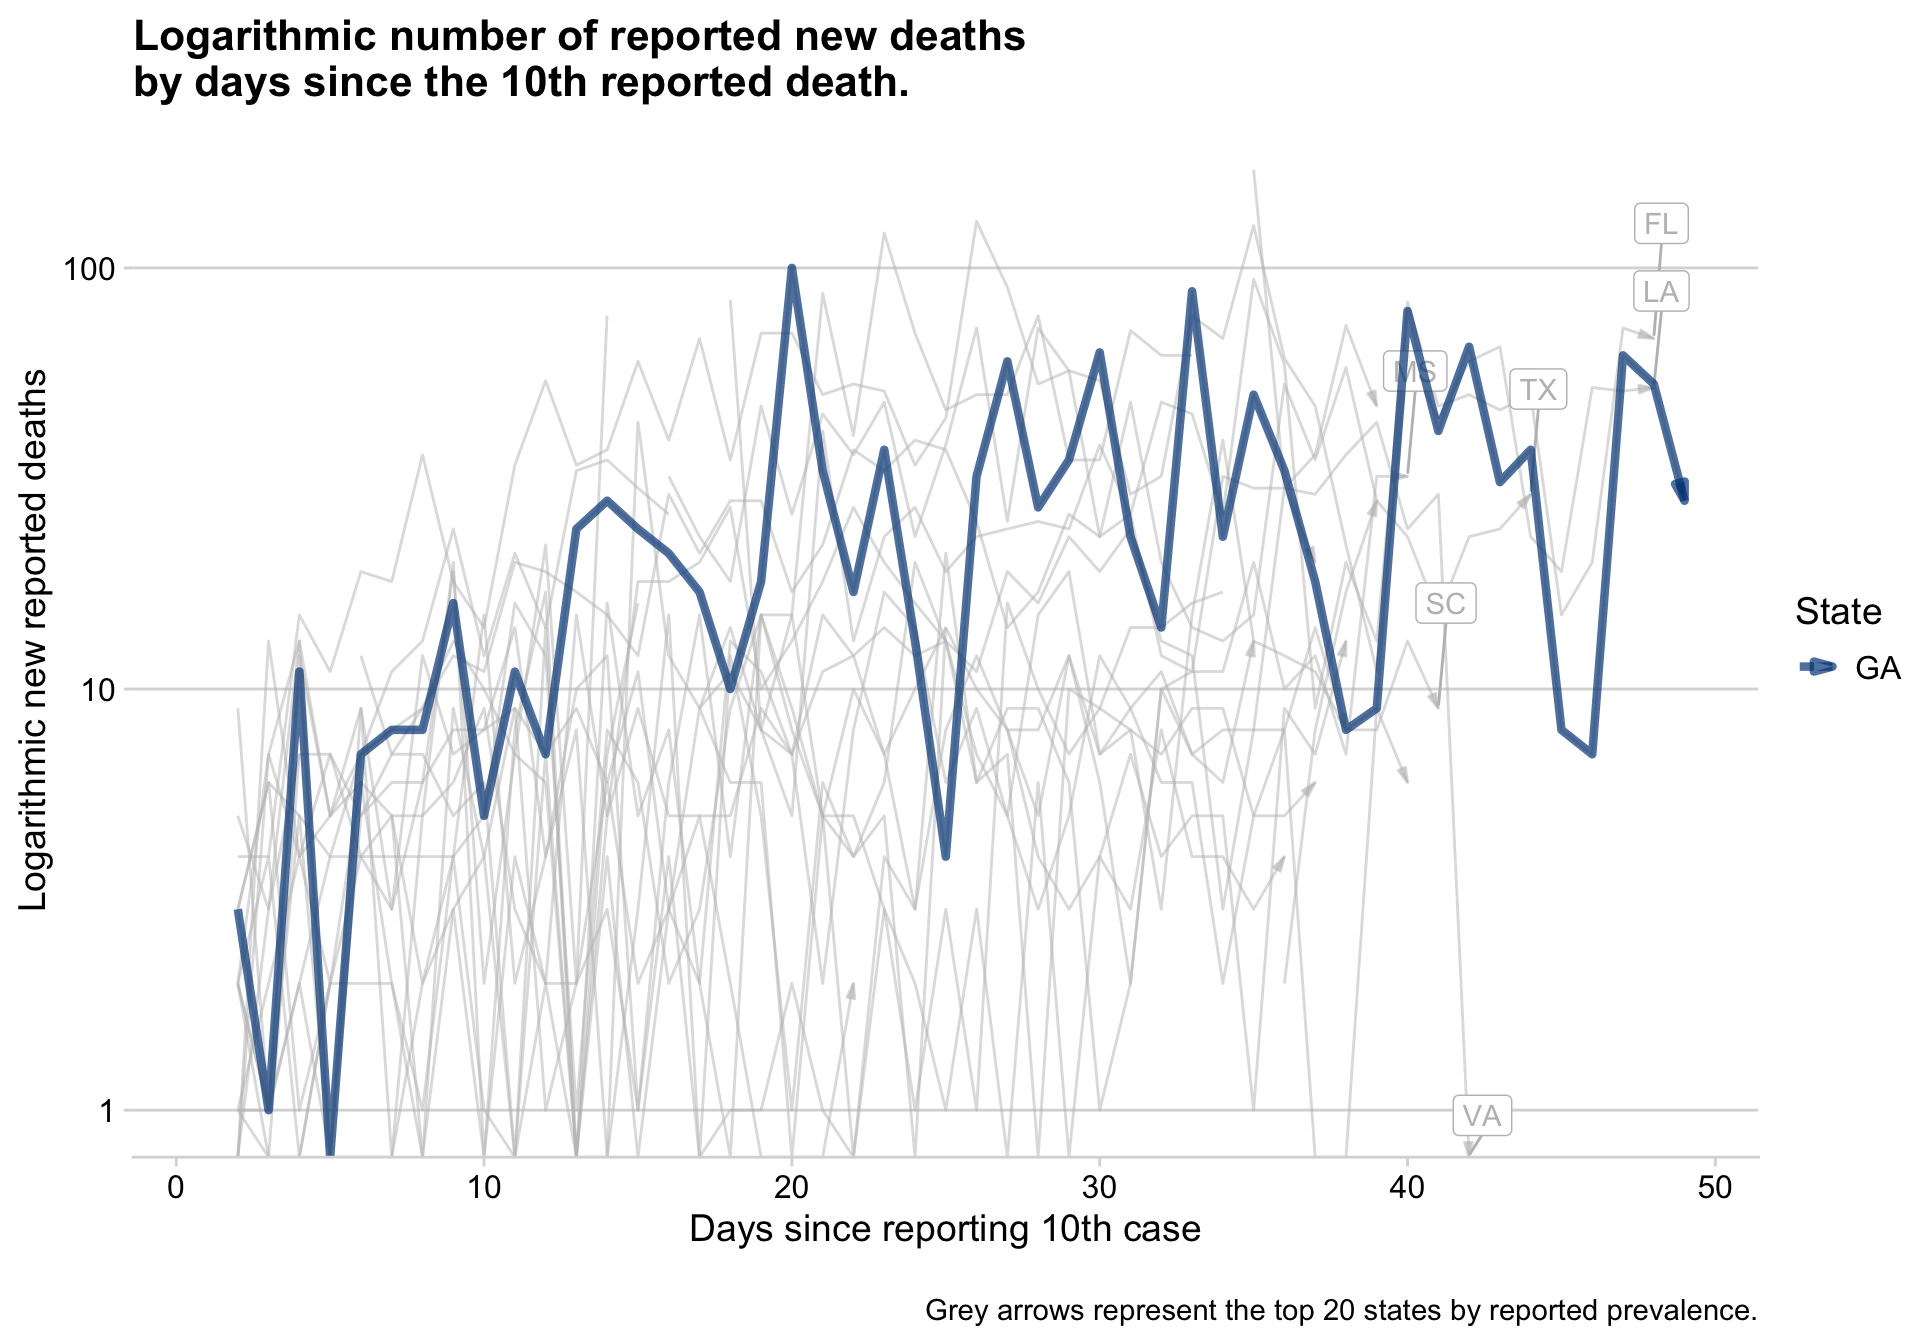 Logarithmic number of reported new deaths
by days since the 10th reported death.
Logarithmic new reported deaths
100
10
1
FL
LA
MS
TX
SC
VA
State
GA
0 10 20 30 40 50
Days since reporting 10th case
Grey arrows represent the top 20 states by reported prevalence.